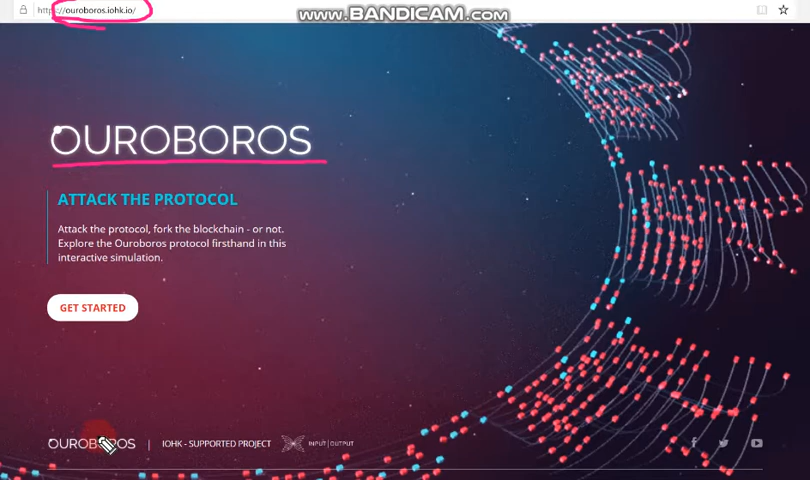 https://ouroboros.iohk.io/
www.BANDICAM.com
OUROBOROS
ATTACK THE PROTOCOL
Attack the protocol, fork the blockchain - or not.
Explore the Ouroboros protocol firsthand in this
interactive simulation.
GET STARTED
OUROBOROS | IOHK - SUPPORTED PROJECT INPUT | OUTPUT